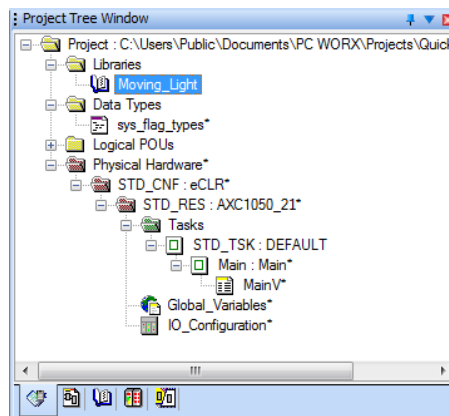 Project Tree Window
Project : C:\Users\Public\Documents\PC WORX\Projects\Quick
Libraries
Moving_Light
Data Types
sys_flag_types*
Logical POUs
Physical Hardware*
STD_CNF : eCLR*
STD_RES : AXC1050_21*
Tasks
STD_TSK : DEFAULT
Main : Main*
MainV*
Global_Variables*
IO_Configuration*